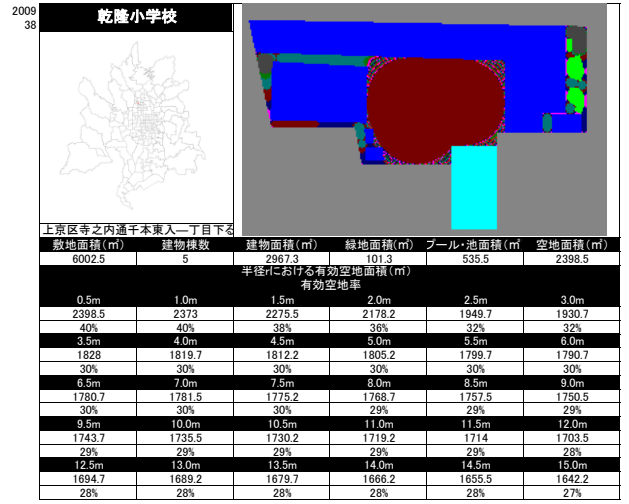 2009
38
乾隆小学校
上京区寺之内通千本東入一丁目下る
敷地面積(㎡) 建物棟数 建物面積(㎡) 緑地面積(㎡) プール・池面積(㎡ 空地面積(㎡)
6002.5 5 2967.3 101.3 535.5 2398.5
半径rにおける有効空地面積(㎡)
有効空地率
0.5m 1.0m 1.5m 2.0m 2.5m 3.0m
2398.5 2373 2275.5 2178.2 1949.7 1930.7
40% 40% 38% 36% 32% 32%
3.5m 4.0m 4.5m 5.0m 5.5m 6.0m
1828 1819.7 1812.2 1805.2 1799.7 1790.7
30% 30% 30% 30% 30% 30%
6.5m 7.0m 7.5m 8.0m 8.5m 9.0m
1780.7 1781.5 1775.2 1768.7 1757.5 1750.5
30% 30% 30% 29% 29% 29%
9.5m 10.0m 10.5m 11.0m 11.5m 12.0m
1743.7 1735.5 1730.2 1719.2 1714 1703.5
29% 29% 29% 29% 29% 28%
12.5m 13.0m 13.5m 14.0m 14.5m 15.0m
1694.7 1689.2 1679.7 1666.2 1655.5 1642.2
28% 28% 28% 28% 28% 27%